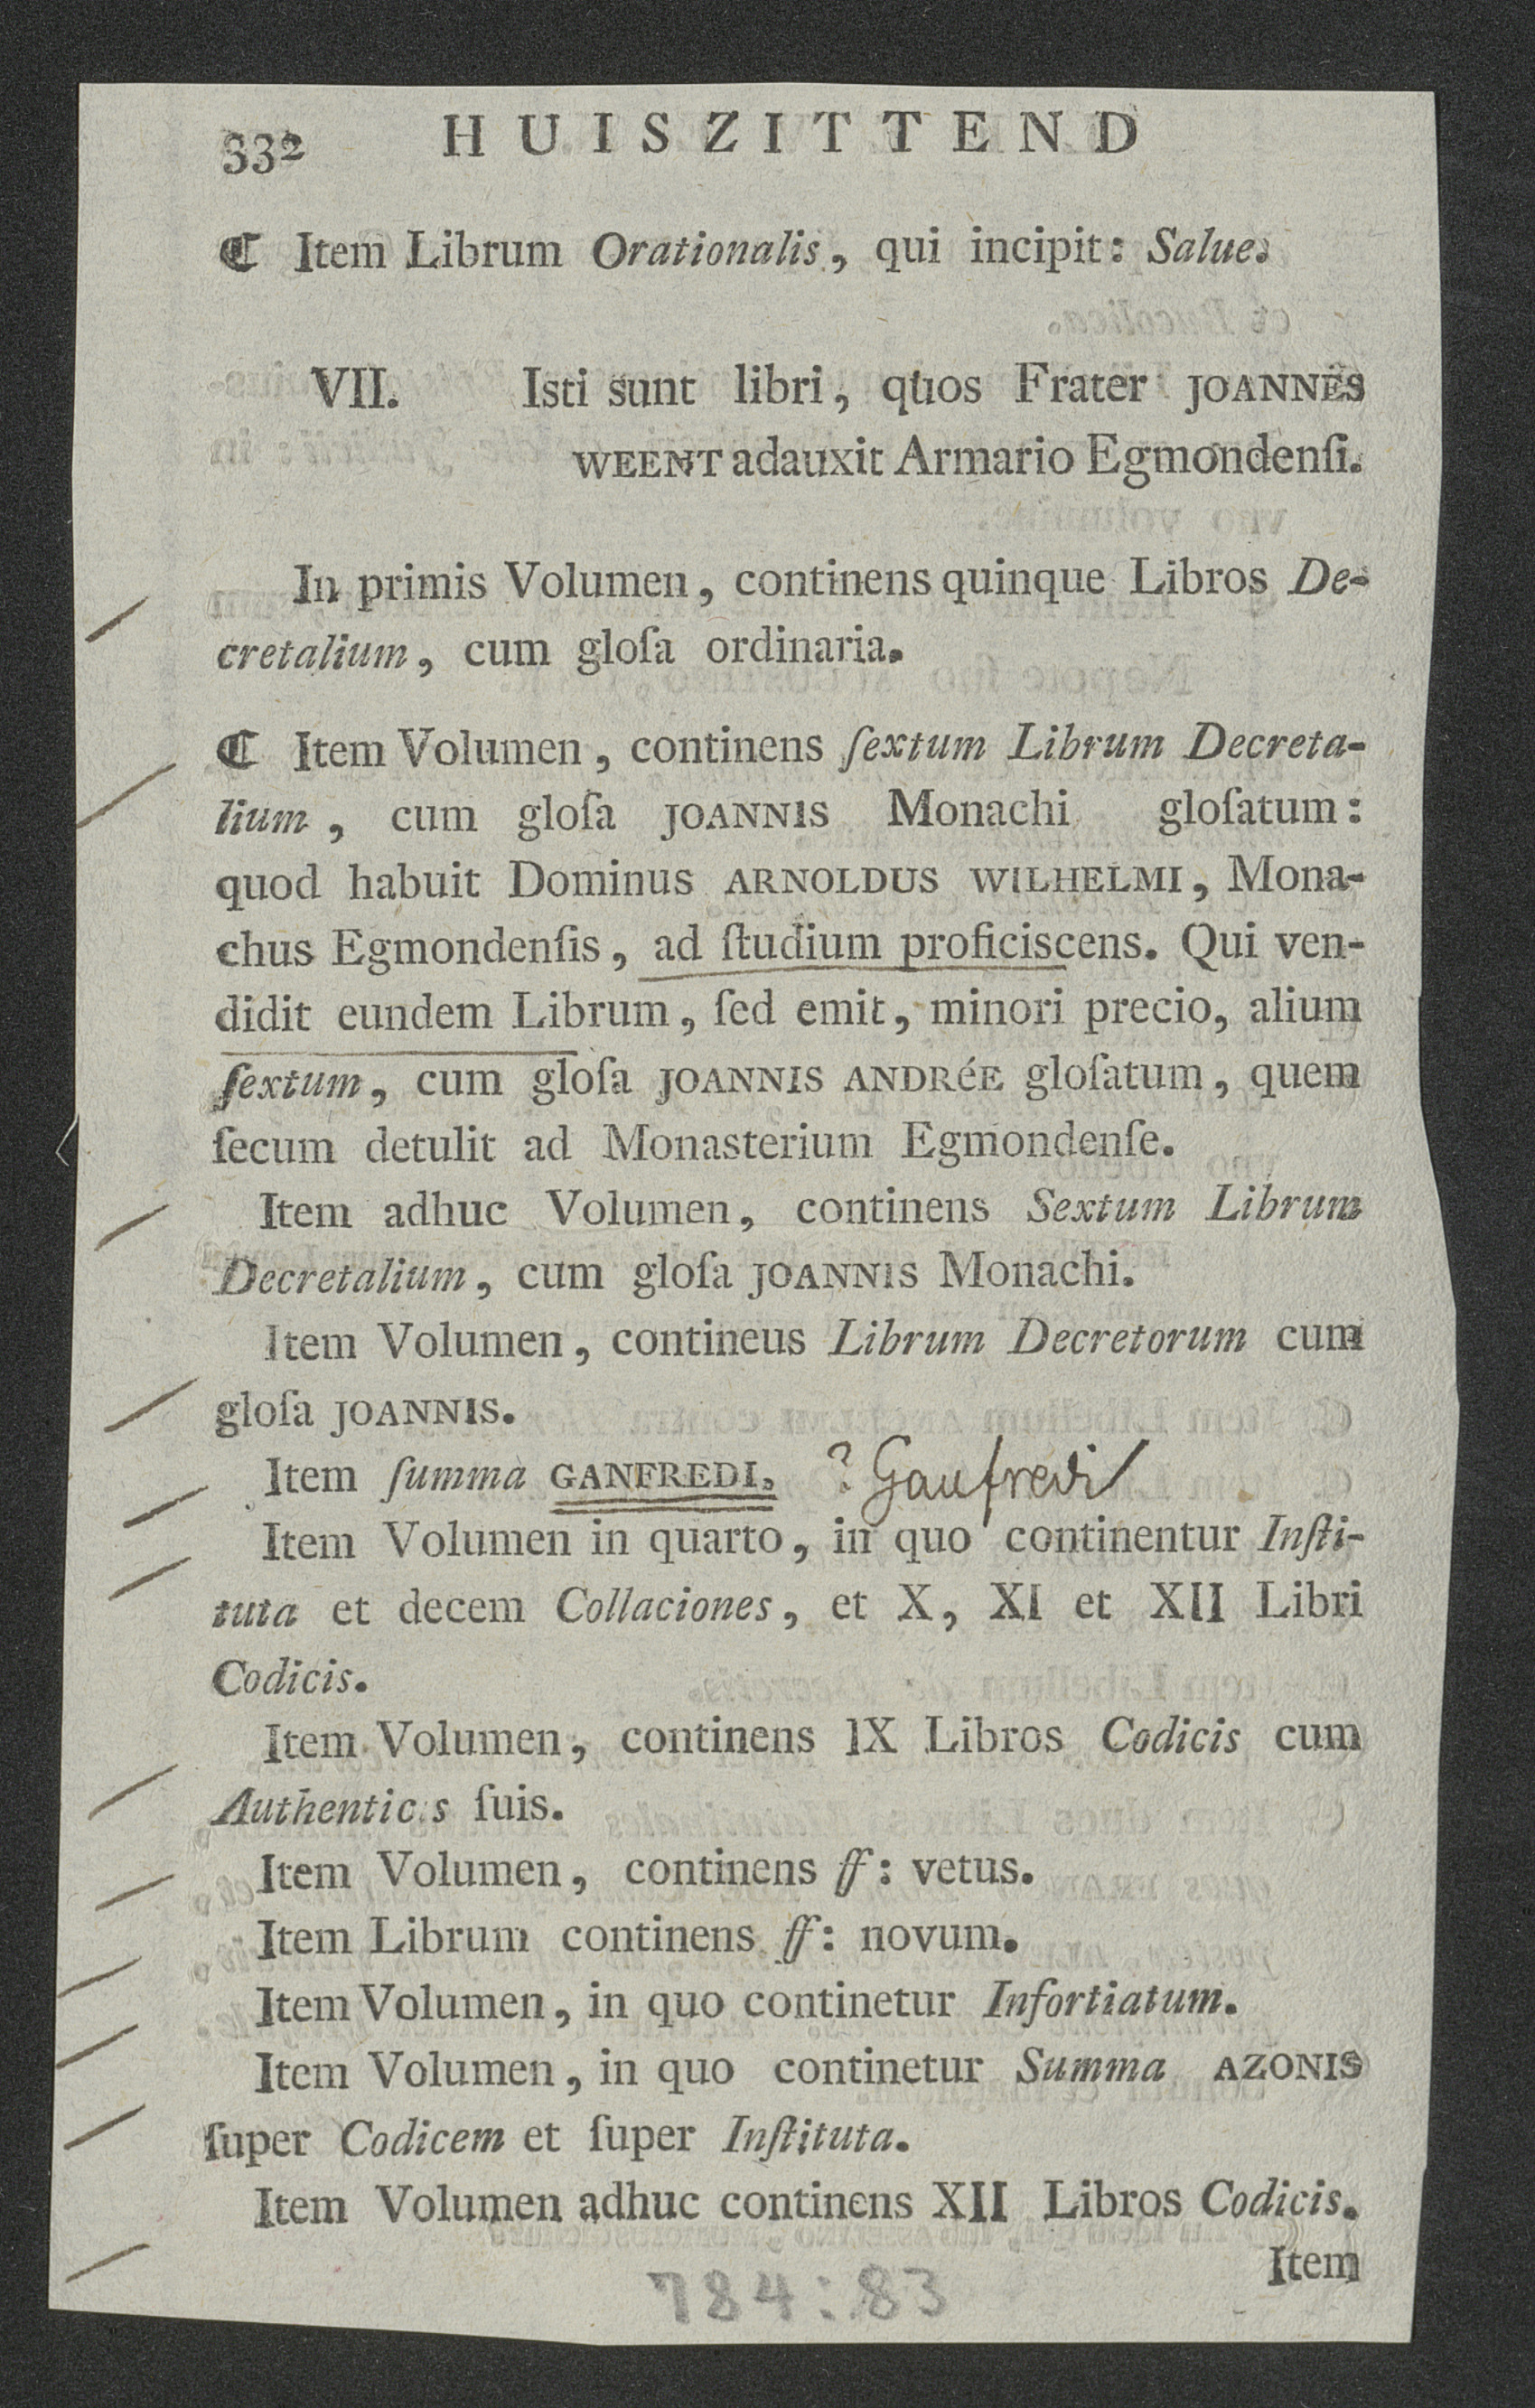 332 HUISZITTEND
⁋ Item Librum Orationalis, qui incipit: Salue.
VII. Isti sunt libri, quos Frater JOANNES
WEENT adauxit Armario Egmondenſi.
In primis Volumen, continens quinque Libros De-
cretalium, cum gloſa ordinaria.
⁋ Item Volumen, continens ſextum Librum Decreta-
lium, cum gloſa JOANNIS Monachi gloſatum:
quod habuit Dominus ARNOLDUS WILHELMI, Mona-
chus Egmondenſis, ad ſtudium proficiscens. Qui ven-
didit eundem Librum, ſed emit, minori precio, alium
ſextum, cum gloſa JOANNIS ANDRéE gloſatum, quem
ſecum detulit ad Monasterium Egmondenſe.
Item adhuc Volumen, continens Sextum Librum
Decretalium, cum gloſa JOANNIS Monachi.
Item Volumen, contineus Librum Decretorum cum
gloſa JOANNIS.
Item ſumma GANFREDI. ? Gaufredi
Item Volumen in quarto, in quo continentur Inſti-
tuta et decem Collaciones, et X, XI et XII Libri
Codicis.
Item Volumen, continens IX Libros Codicis cum
Authenticis ſuis.
Item Volumen, continens ff: vetus.
Item Librum continens ff: novum.
Item Volumen, in quo continetur Infortiatum.
Item Volumen, in quo continetur Summa AZONIS
ſuper Codicem et ſuper Inſtituta.
Item Volumen adhuc continens XII Libros Codicis.
Item
784:83